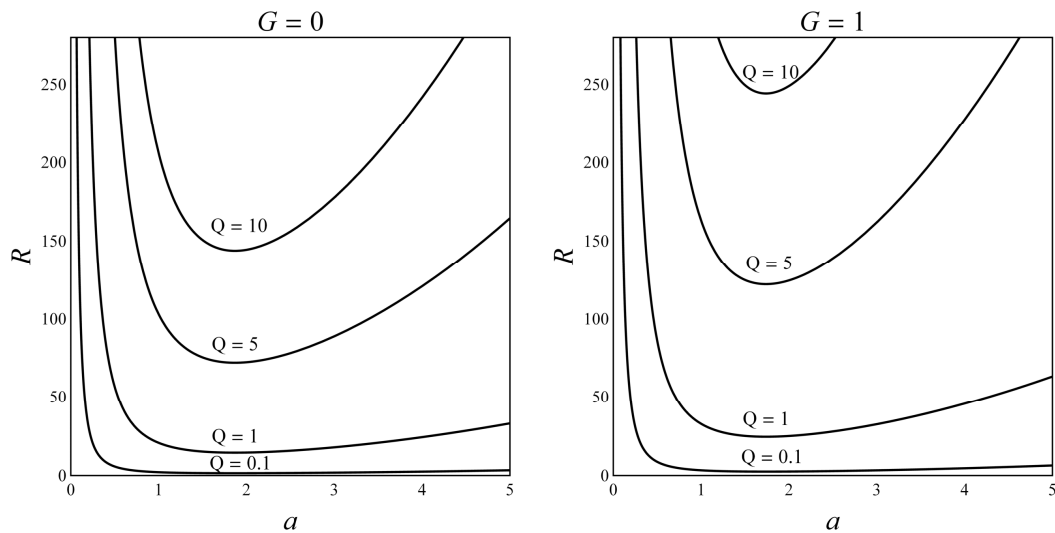 G = 0
250
200
150
100
50
0
R
Q = 10
Q = 5
Q = 1
Q = 0.1
0 1 2 3 4 5
a
G = 1
250
200
150
100
50
0
R
Q = 10
Q = 5
Q = 1
Q = 0.1
0 1 2 3 4 5
a